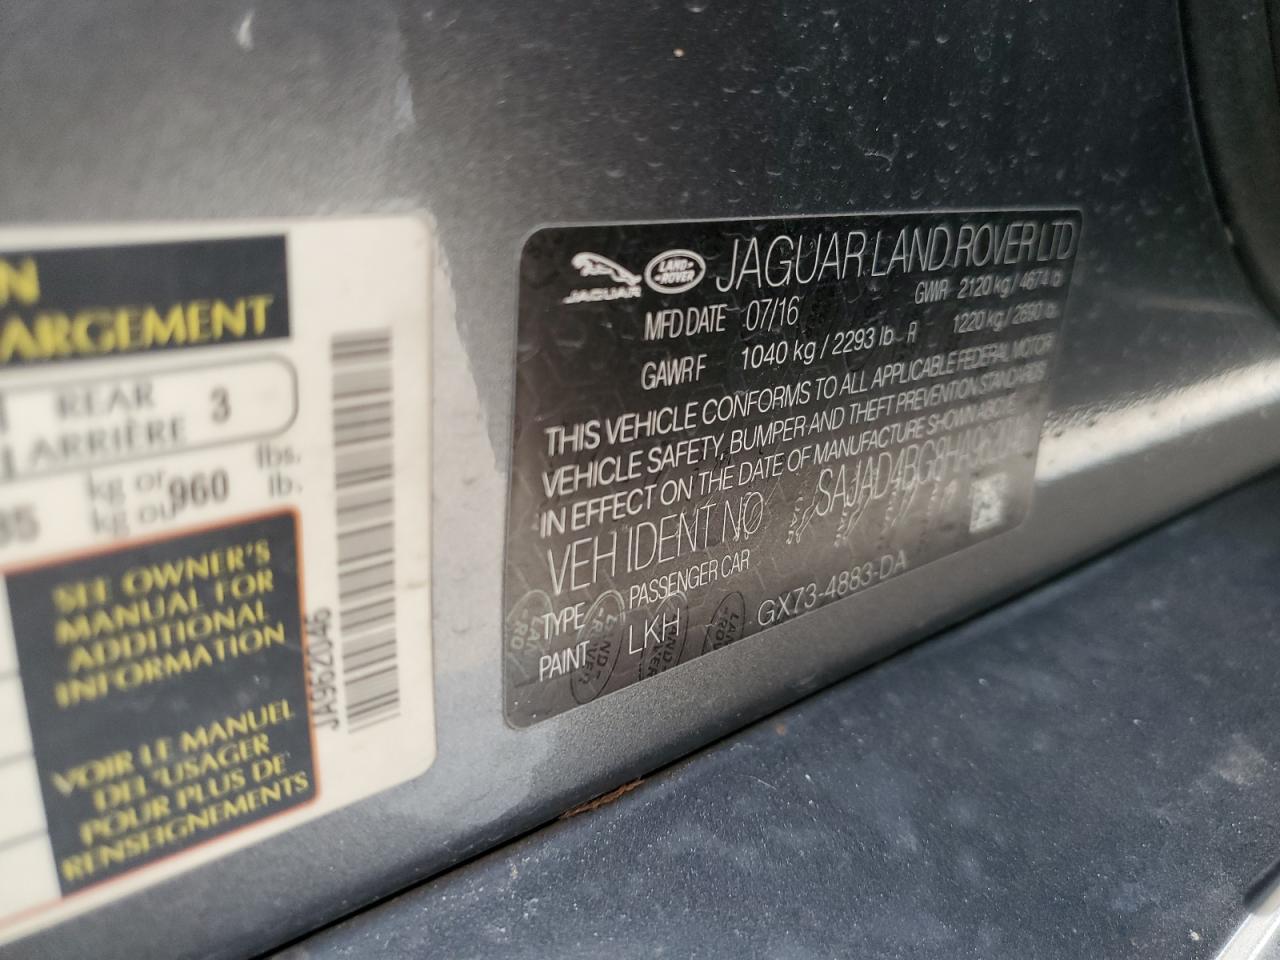 N
ARGEMENT
REAR
ARRIÈRE 3
kg or 960 lbs.
kg ou lb.
SEE OWNER'S
MANUAL FOR
ADDITIONAL
INFORMATION
VOIR LE MANUEL
DEL 'USAGER
POUR PLUS DE
RENSEIGNEMENTS
JA962046
JAGUAR LAND ROVER JAGUAR LAND ROVER LTD
MFD DATE 07/16 GVWR 2120 kg / 4674 lb
GAWR F 1040 kg / 2293 lb R 1220 kg / 2690 lb
THIS VEHICLE CONFORMS TO ALL APPLICABLE FEDERAL MOTOR
VEHICLE SAFETY, BUMPER AND THEFT PREVENTION STANDARDS
IN EFFECT ON THE DATE OF MANUFACTURE SHOWN ABOVE
VEH IDENT NO
TYPE PASSENGER CAR
PAINT LKH GX73-4883-DA